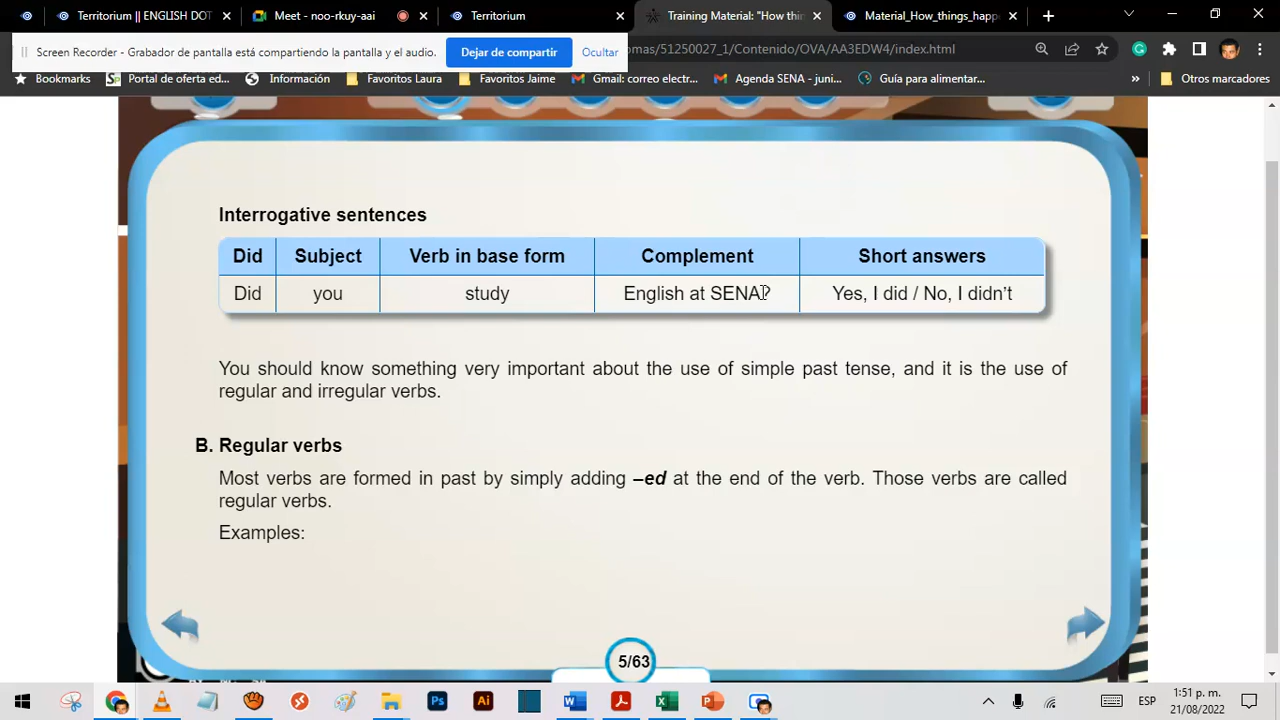 Territorium || ENGLISH DOT
Meet - roo-rkuy-aai
Territorium
Training Material: "How thin
Material_How_things_happ
Screen Recorder - Grabador de pantalla está compartiendo la pantalla y el audio.
Dejar de compartir
Ocultar
omas/51250027_1/Contenido/OVA/AA3EDW4/index.html
Bookmarks
Portal de oferta ed...
Información
Favoritos Laura
Favoritos Jaime
Gmail: correo electr...
Agenda SENA - juni...
Guía para alimentar...
Otros marcadores
Interrogative sentences
Did Subject Verb in base form Complement Short answers
Did you study English at SENA? Yes, I did / No, I didn't
You should know something very important about the use of simple past tense, and it is the use of
regular and irregular verbs.
B. Regular verbs
Most verbs are formed in past by simply adding –ed at the end of the verb. Those verbs are called
regular verbs.
Examples:
5/63
ESP
1:51 p. m.
21/08/2022